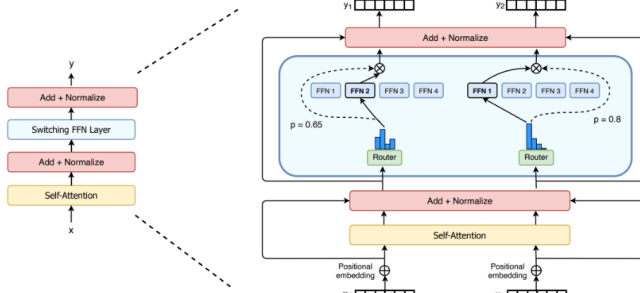 y
Add + Normalize
Switching FFN Layer
Add + Normalize
Self-Attention
x
y₁ y₂
Add + Normalize
FFN 1 FFN 2 FFN 3 FFN 4 FFN 1 FFN 2 FFN 3 FFN 4
p = 0.65 p = 0.8
Router Router
Add + Normalize
Self-Attention
Positional Positional
embedding embedding